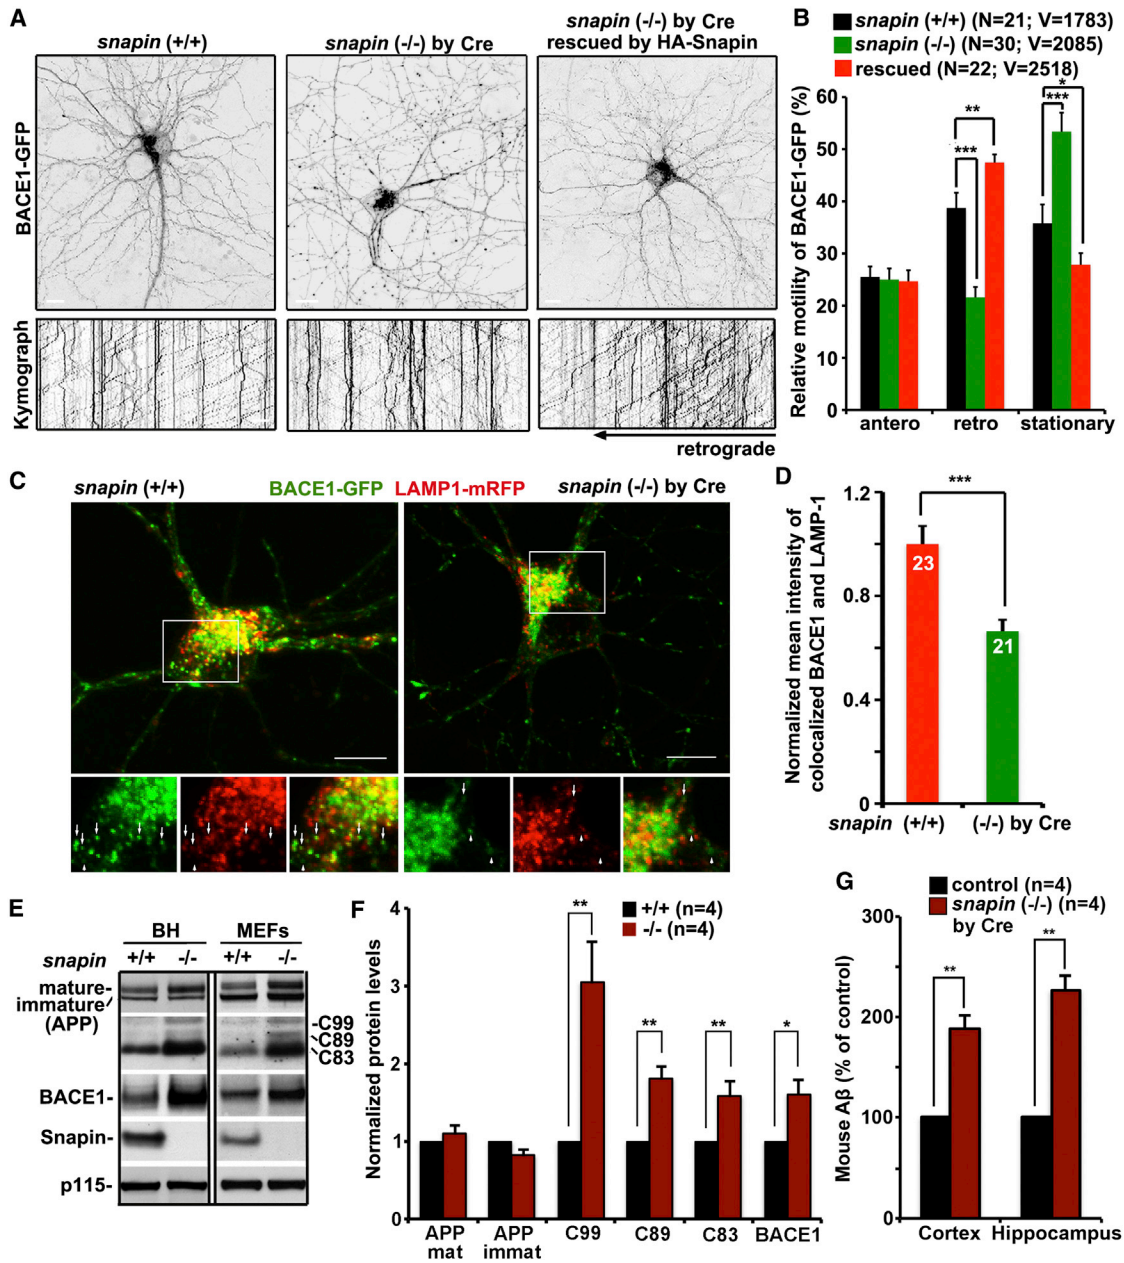 A
snapin (+/+)
snapin (-/-) by Cre
snapin (-/-) by Cre
rescued by HA-Snapin
BACE1-GFP
Kymograph
retrograde
B
snapin (+/+) (N=21; V=1783)
snapin (-/-) (N=30; V=2085)
rescued (N=22; V=2518)
Relative motility of BACE1-GFP (%)
60
50
40
30
20
10
0
***
**
***
*
antero
retro
stationary
C
snapin (+/+)
BACE1-GFP
LAMP1-mRFP
snapin (-/-) by Cre
D
Normalized mean intensity of
colocalized BACE1 and LAMP-1
1.2
0.8
0.4
0
***
23
21
snapin (+/+)
(-/-) by Cre
E
BH
MEFs
snapin
+/+
-/-
+/+
-/-
mature-
immature
(APP)
-C99
C89
C83
BACE1-
Snapin-
p115-
F
+/+ (n=4)
-/- (n=4)
Normalized protein levels
4
3
2
1
0
**
**
**
*
APP
mat
APP
immat
C99
C89
C83
BACE1
G
control (n=4)
snapin (-/-) (n=4)
by Cre
Mouse Aβ (% of control)
300
200
100
0
**
**
Cortex
Hippocampus